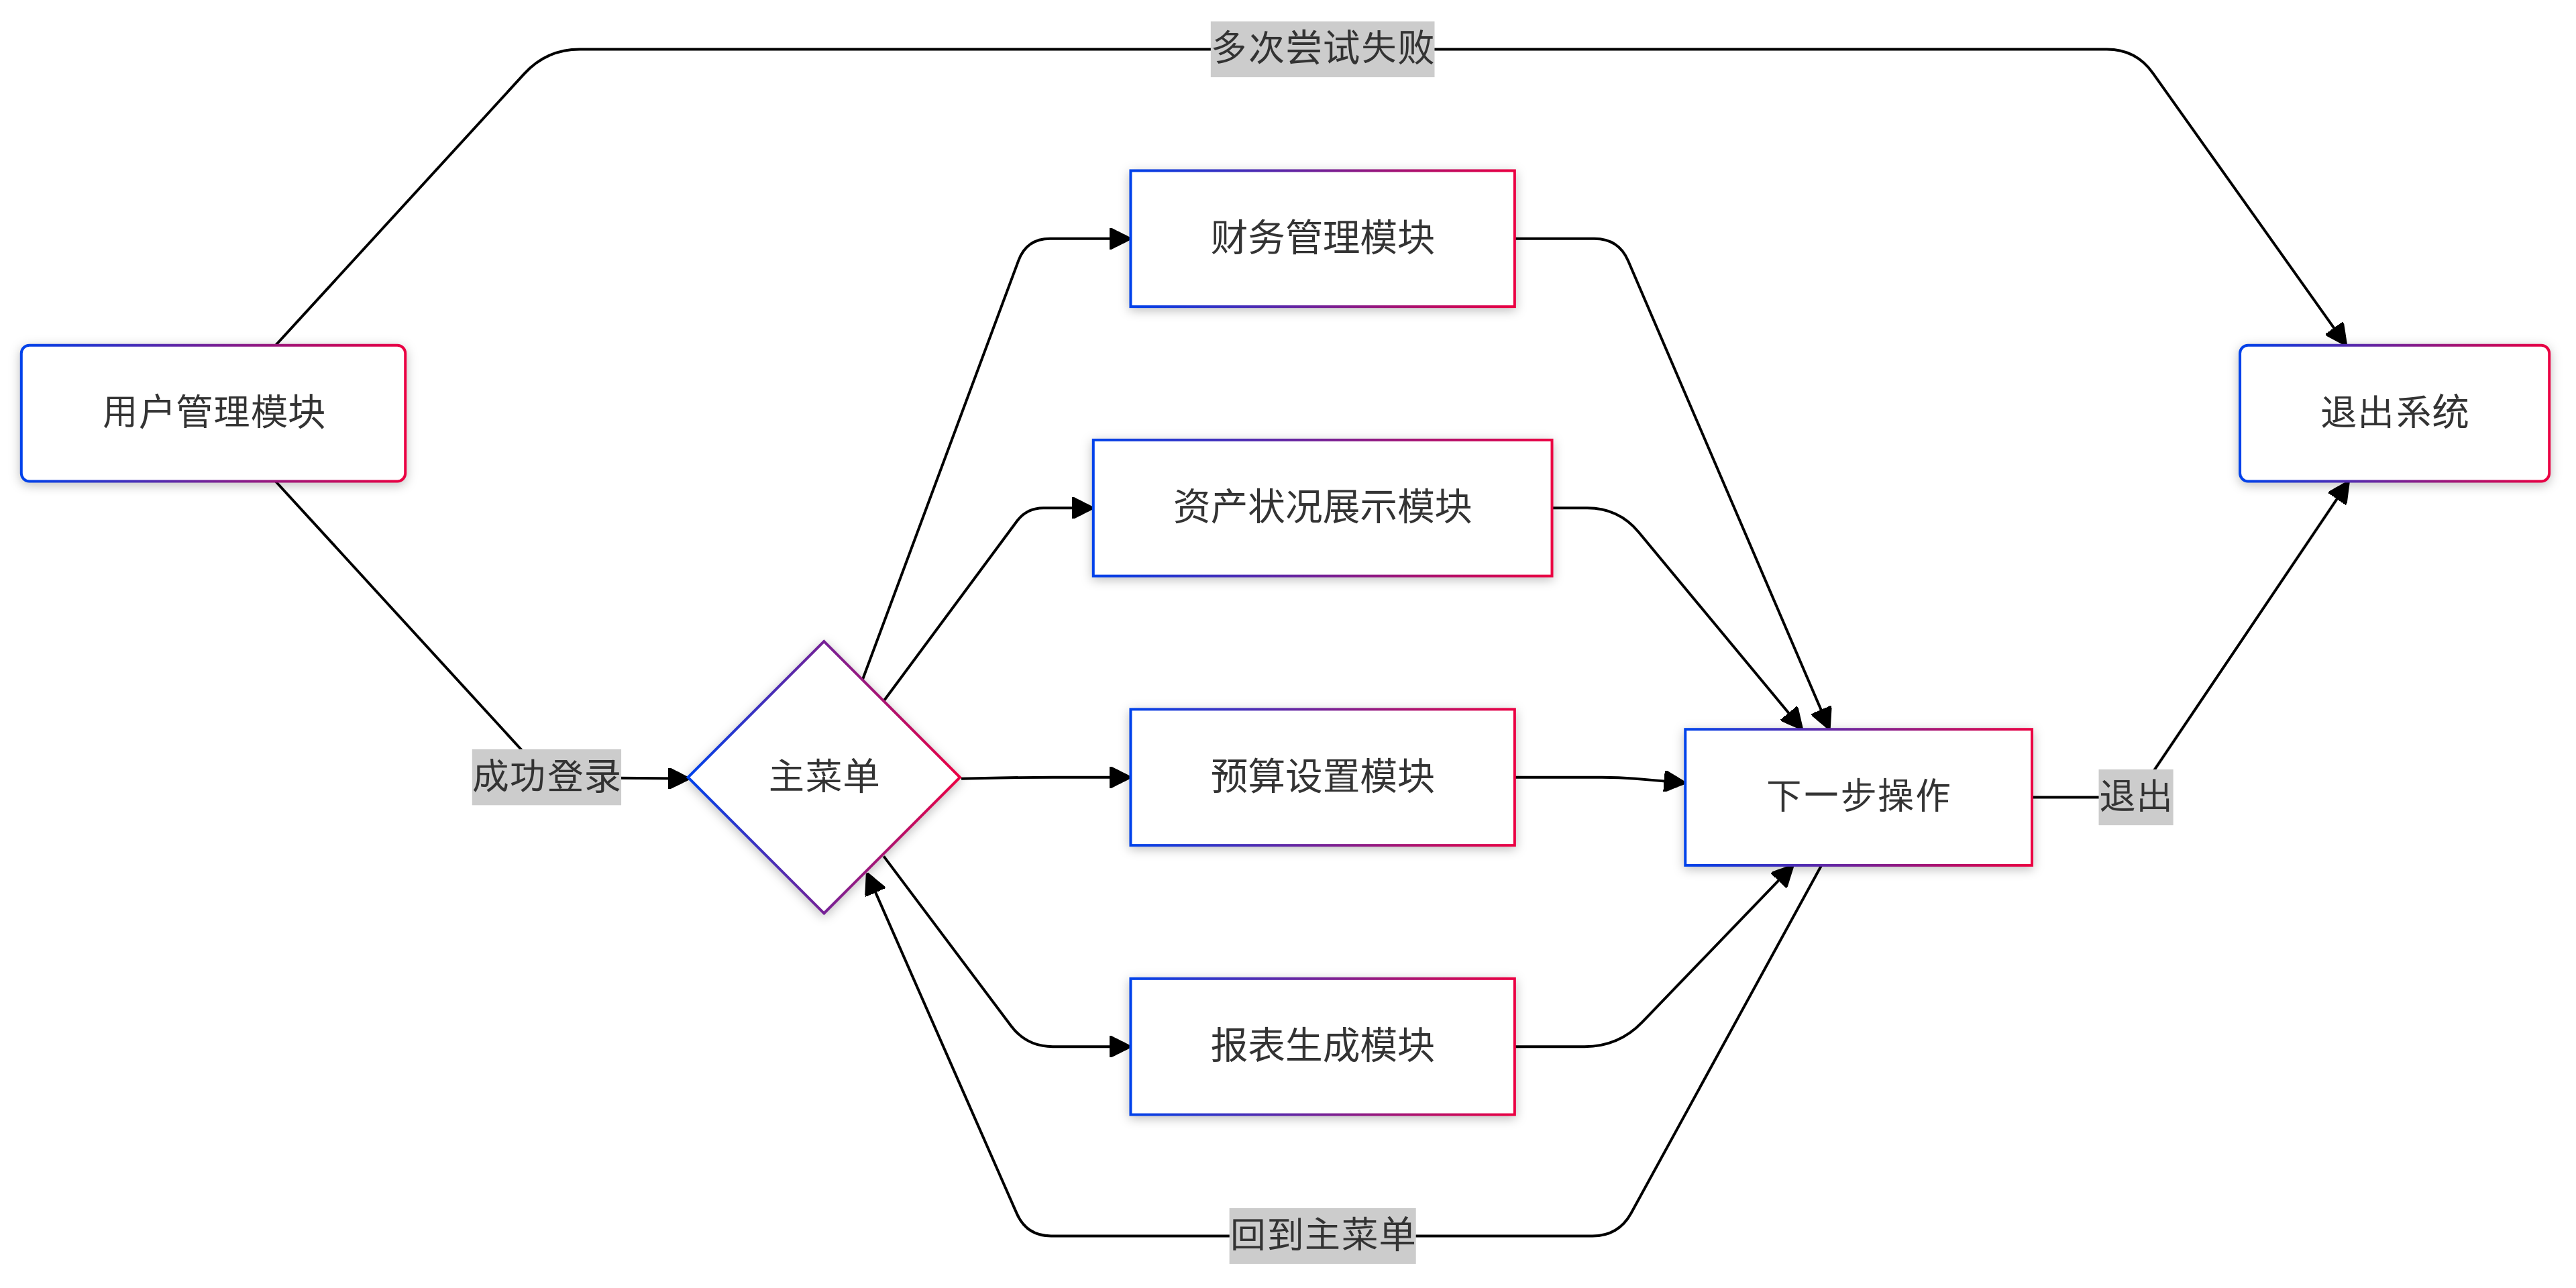 多次尝试失败
财务管理模块
用户管理模块
退出系统
资产状况展示模块
成功登录
主菜单
预算设置模块
下一步操作
退出
报表生成模块
回到主菜单